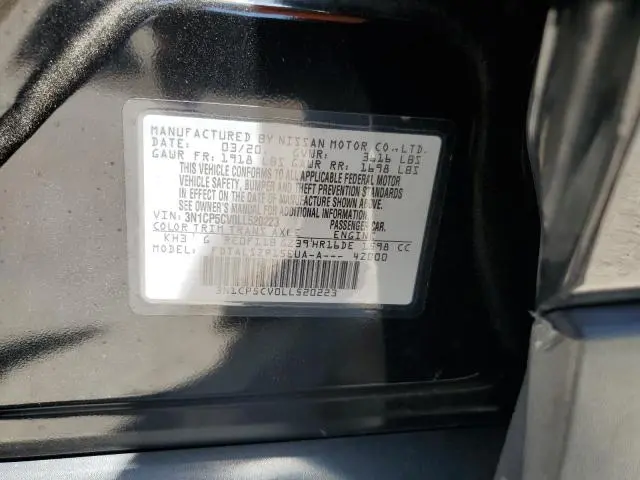 MANUFACTURED BY NISSAN MOTOR CO.,LTD.
DATE: 03/20 GVWR: 3616 LBS
GAWR FR: 1918 LBS GAWR RR: 1698 LBS
THIS VEHICLE CONFORMS TO ALL APPLICABLE FEDERAL MOTOR
VEHICLE SAFETY, BUMPER AND THEFT PREVENTION STANDARDS
IN EFFECT ON THE DATE OF MANUFACTURE SHOWN ABOVE.
SEE OWNER'S MANUAL FOR ADDITIONAL INFORMATION.
VIN: 3N1CP5CV0LL520223 PASSENGER CAR.
COLOR TRIM TRANS AXLE ENGINE
KH3 G HR16DE 1598 CC
MODEL: 42000
3N1CP5CV0LL520223